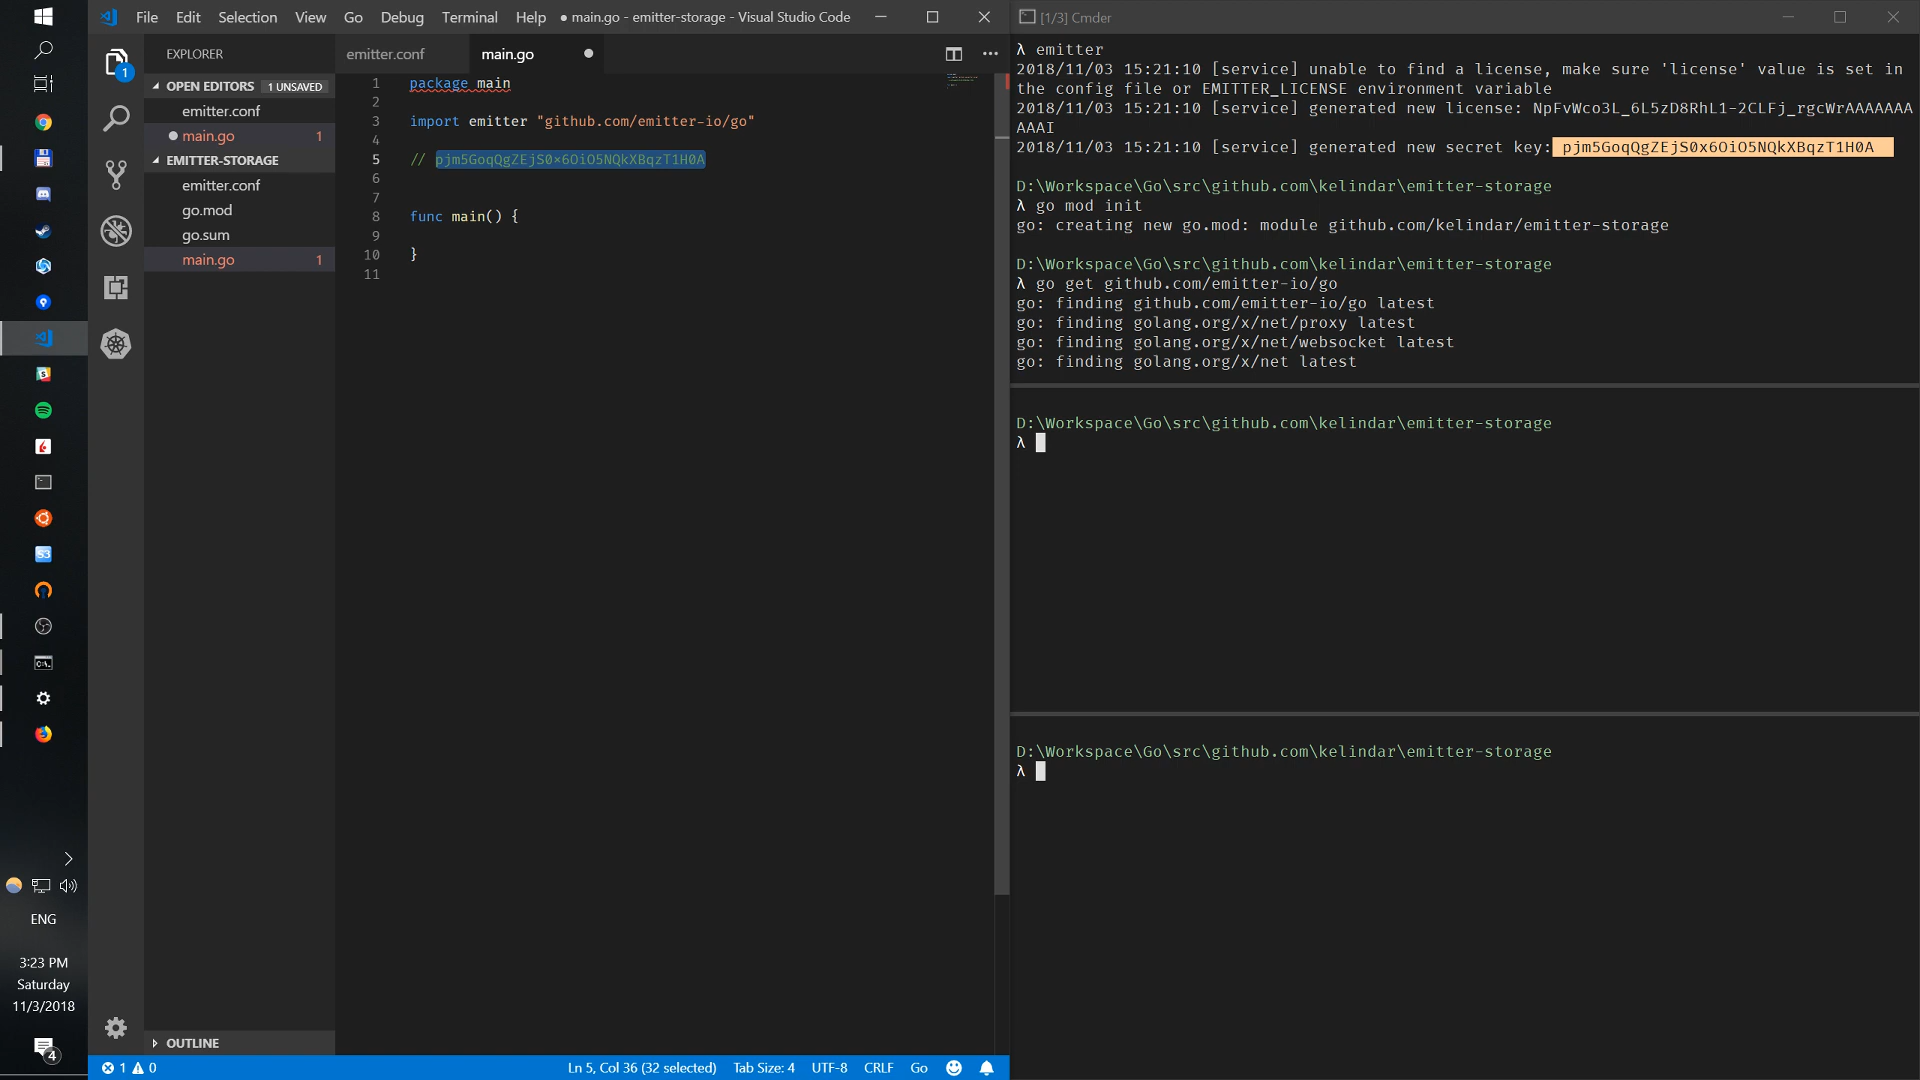 File Edit Selection View Go Debug Terminal Help ● main.go - emitter-storage - Visual Studio Code
EXPLORER
OPEN EDITORS 1 UNSAVED
emitter.conf
● main.go 1
EMITTER-STORAGE
emitter.conf
go.mod
go.sum
main.go 1
OUTLINE
emitter.conf main.go
1 package main
2
3 import emitter "github.com/emitter-io/go"
4
5 // pjm5GoqQgZEjS0×6OiO5NQkXBqzT1H0A
6
7
8 func main() {
9
10 }
11
1 0 Ln 5, Col 36 (32 selected) Tab Size: 4 UTF-8 CRLF Go
[1/3] Cmder
λ emitter
2018/11/03 15:21:10 [service] unable to find a license, make sure 'license' value is set in
the config file or EMITTER_LICENSE environment variable
2018/11/03 15:21:10 [service] generated new license: NpFvWco3L_6L5zD8RhL1-2CLFj_rgcWrAAAAAAA
AAAI
2018/11/03 15:21:10 [service] generated new secret key: pjm5GoqQgZEjS0x6OiO5NQkXBqzT1H0A
D:\Workspace\Go\src\github.com\kelindar\emitter-storage
λ go mod init
go: creating new go.mod: module github.com/kelindar/emitter-storage
D:\Workspace\Go\src\github.com\kelindar\emitter-storage
λ go get github.com/emitter-io/go
go: finding github.com/emitter-io/go latest
go: finding golang.org/x/net/proxy latest
go: finding golang.org/x/net/websocket latest
go: finding golang.org/x/net latest
D:\Workspace\Go\src\github.com\kelindar\emitter-storage
λ
D:\Workspace\Go\src\github.com\kelindar\emitter-storage
λ
1
S3
C:\.
ENG
3:23 PM
Saturday
11/3/2018
4